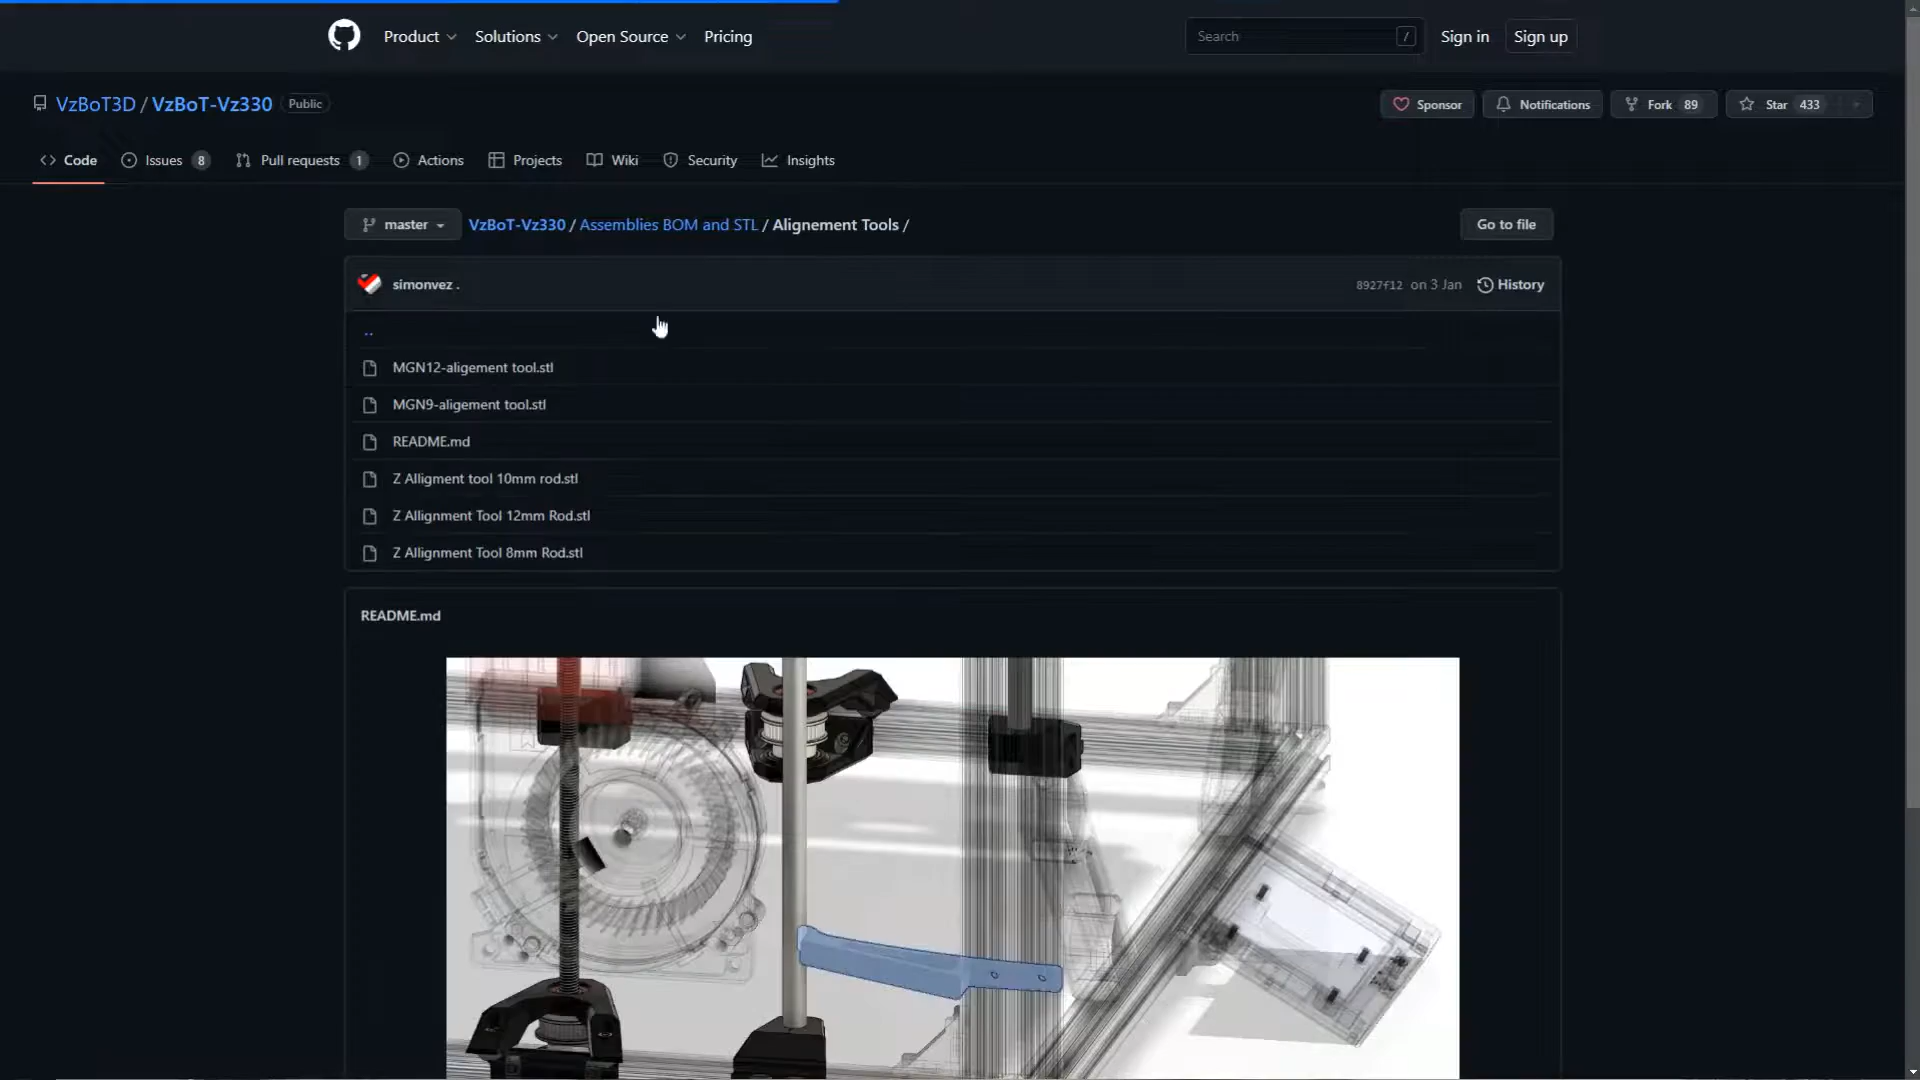 Product Solutions Open Source Pricing Search / Sign in Sign up
VzBoT3D / VzBoT-Vz330 Public Sponsor Notifications Fork 89 Star 433
Code Issues 8 Pull requests 1 Actions Projects Wiki Security Insights
master VzBoT-Vz330 / Assemblies BOM and STL / Alignement Tools / Go to file
simonvez . 8927f12 on 3 Jan History
..
MGN12-aligement tool.stl
MGN9-aligement tool.stl
README.md
Z Alligment tool 10mm rod.stl
Z Allignment Tool 12mm Rod.stl
Z Allignment Tool 8mm Rod.stl
README.md